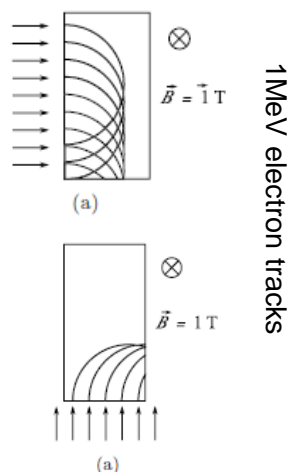 B⃗ = 1⃗ T
(a)
B⃗ = 1 T
(a)
1MeV electron tracks